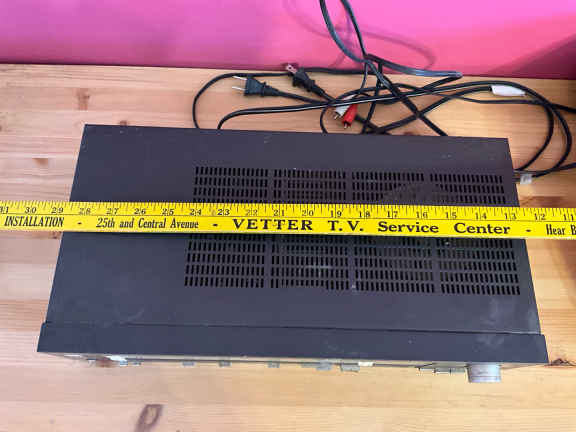 31 30 29 28 27 26 25 24 23 22 21 20 19 18 17 16 15 14 13 12 11
INSTALLATION - 25th and Central Avenue - VETTER T.V. Service Center - Hear B